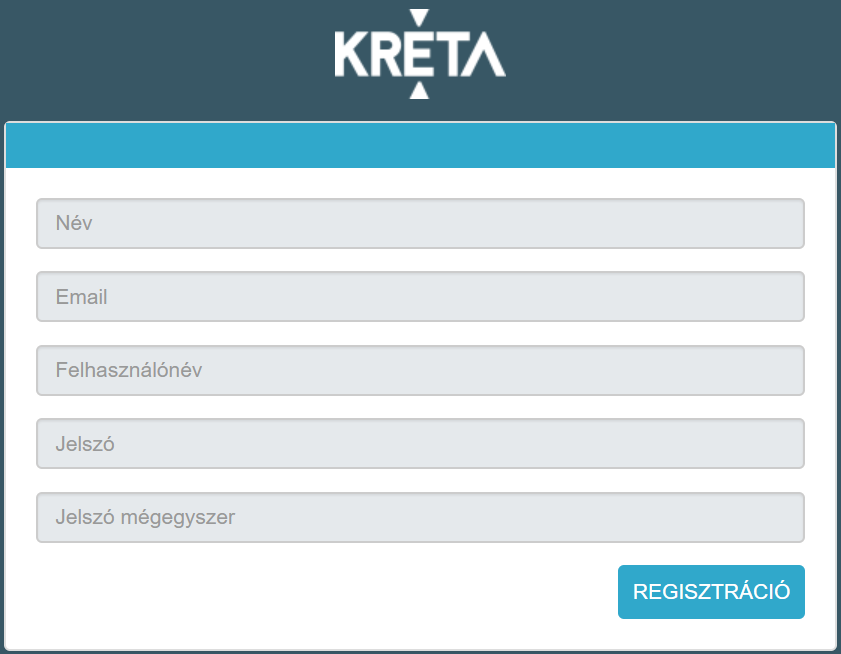 KRÉTA
Név
Email
Felhasználónév
Jelszó
Jelszó mégegyszer
REGISZTRÁCIÓ